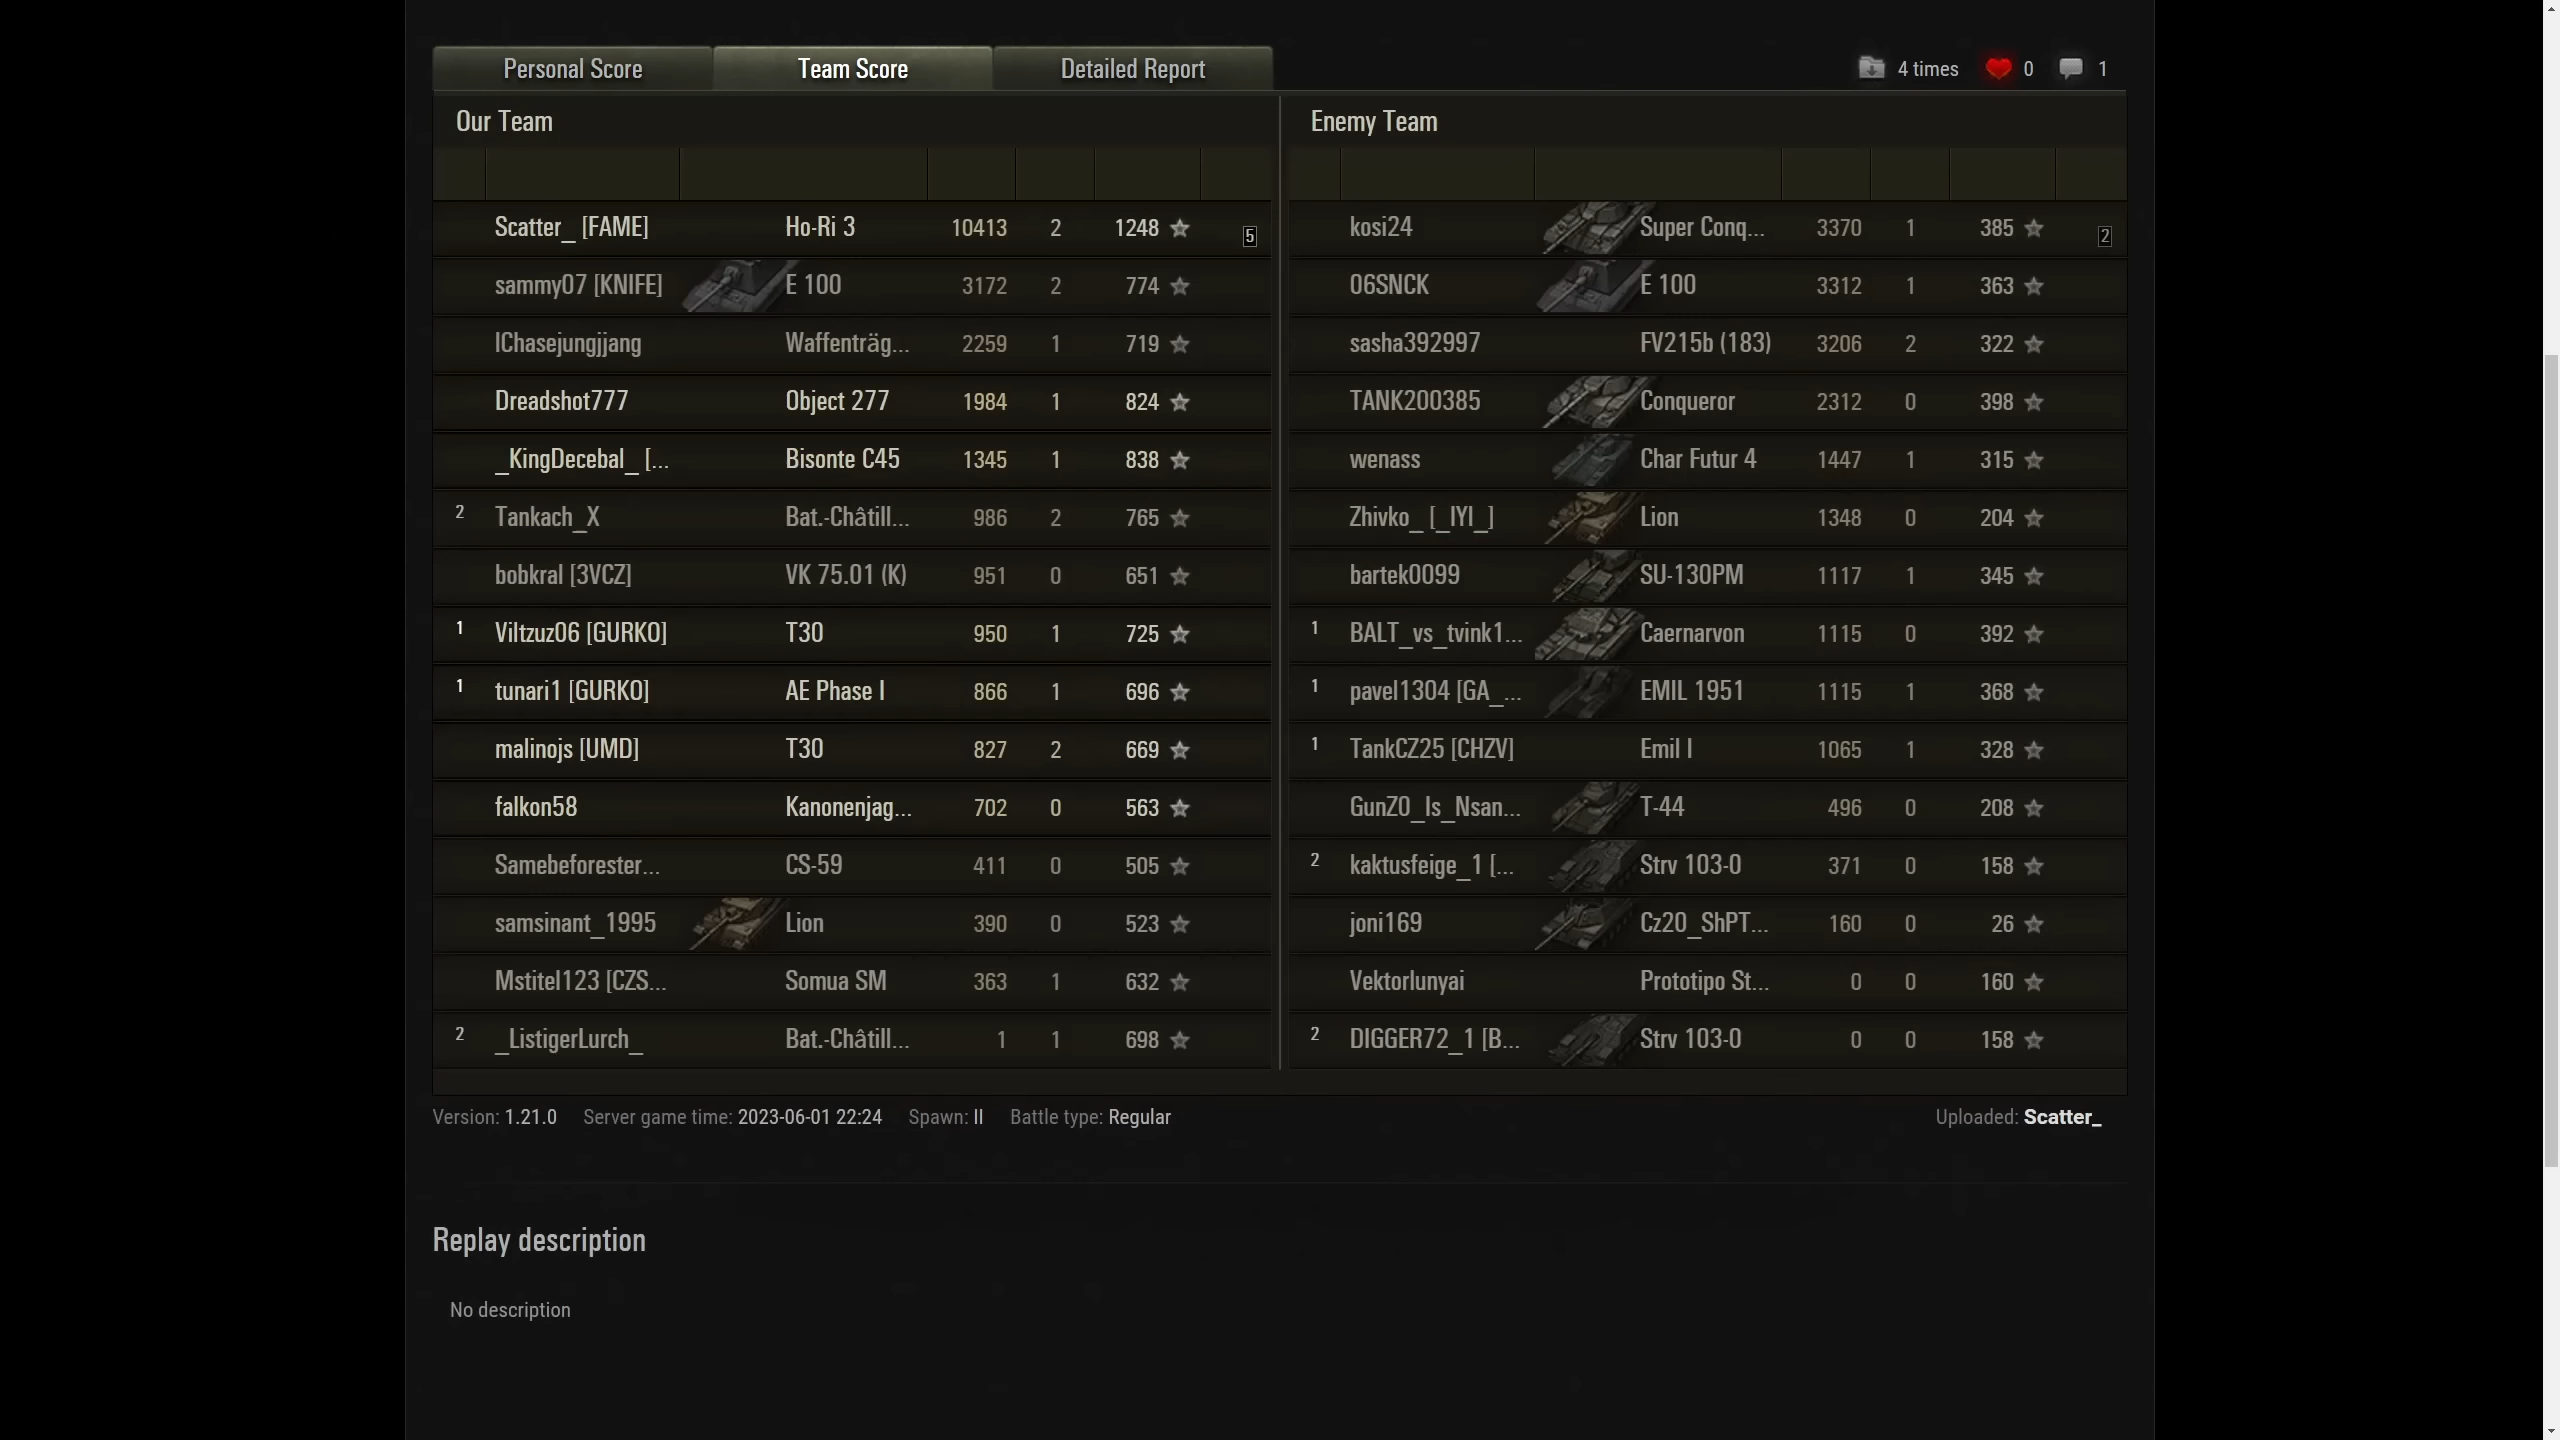 Personal Score Team Score Detailed Report 4 times 0 1
Our Team
Scatter_ [FAME] Ho-Ri 3 10413 2 1248 5
sammy07 [KNIFE] E 100 3172 2 774
IChasejungjjang Waffenträg... 2259 1 719
Dreadshot777 Object 277 1984 1 824
_KingDecebal_ [... Bisonte C45 1345 1 838
2 Tankach_X Bat.-Châtill... 986 2 765
bobkral [3VCZ] VK 75.01 (K) 951 0 651
1 Viltzuz06 [GURKO] T30 950 1 725
1 tunari1 [GURKO] AE Phase I 866 1 696
malinojs [UMD] T30 827 2 669
falkon58 Kanonenjag... 702 0 563
Samebeforester... CS-59 411 0 505
samsinant_1995 Lion 390 0 523
Mstitel123 [CZS... Somua SM 363 1 632
2 _ListigerLurch_ Bat.-Châtill... 1 1 698
Enemy Team
kosi24 Super Conq... 3370 1 385 2
06SNCK E 100 3312 1 363
sasha392997 FV215b (183) 3206 2 322
TANK200385 Conqueror 2312 0 398
wenass Char Futur 4 1447 1 315
Zhivko_ [_IYI_] Lion 1348 0 204
bartek0099 SU-130PM 1117 1 345
1 BALT_vs_tvink1... Caernarvon 1115 0 392
1 pavel1304 [GA_... EMIL 1951 1115 1 368
1 TankCZ25 [CHZV] Emil I 1065 1 328
GunZ0_Is_Nsan... T-44 496 0 208
2 kaktusfeige_1 [... Strv 103-0 371 0 158
joni169 Cz20_ShPT... 160 0 26
Vektorlunyai Prototipo St... 0 0 160
2 DIGGER72_1 [B... Strv 103-0 0 0 158
Version: 1.21.0 Server game time: 2023-06-01 22:24 Spawn: II Battle type: Regular Uploaded: Scatter_
Replay description
No description